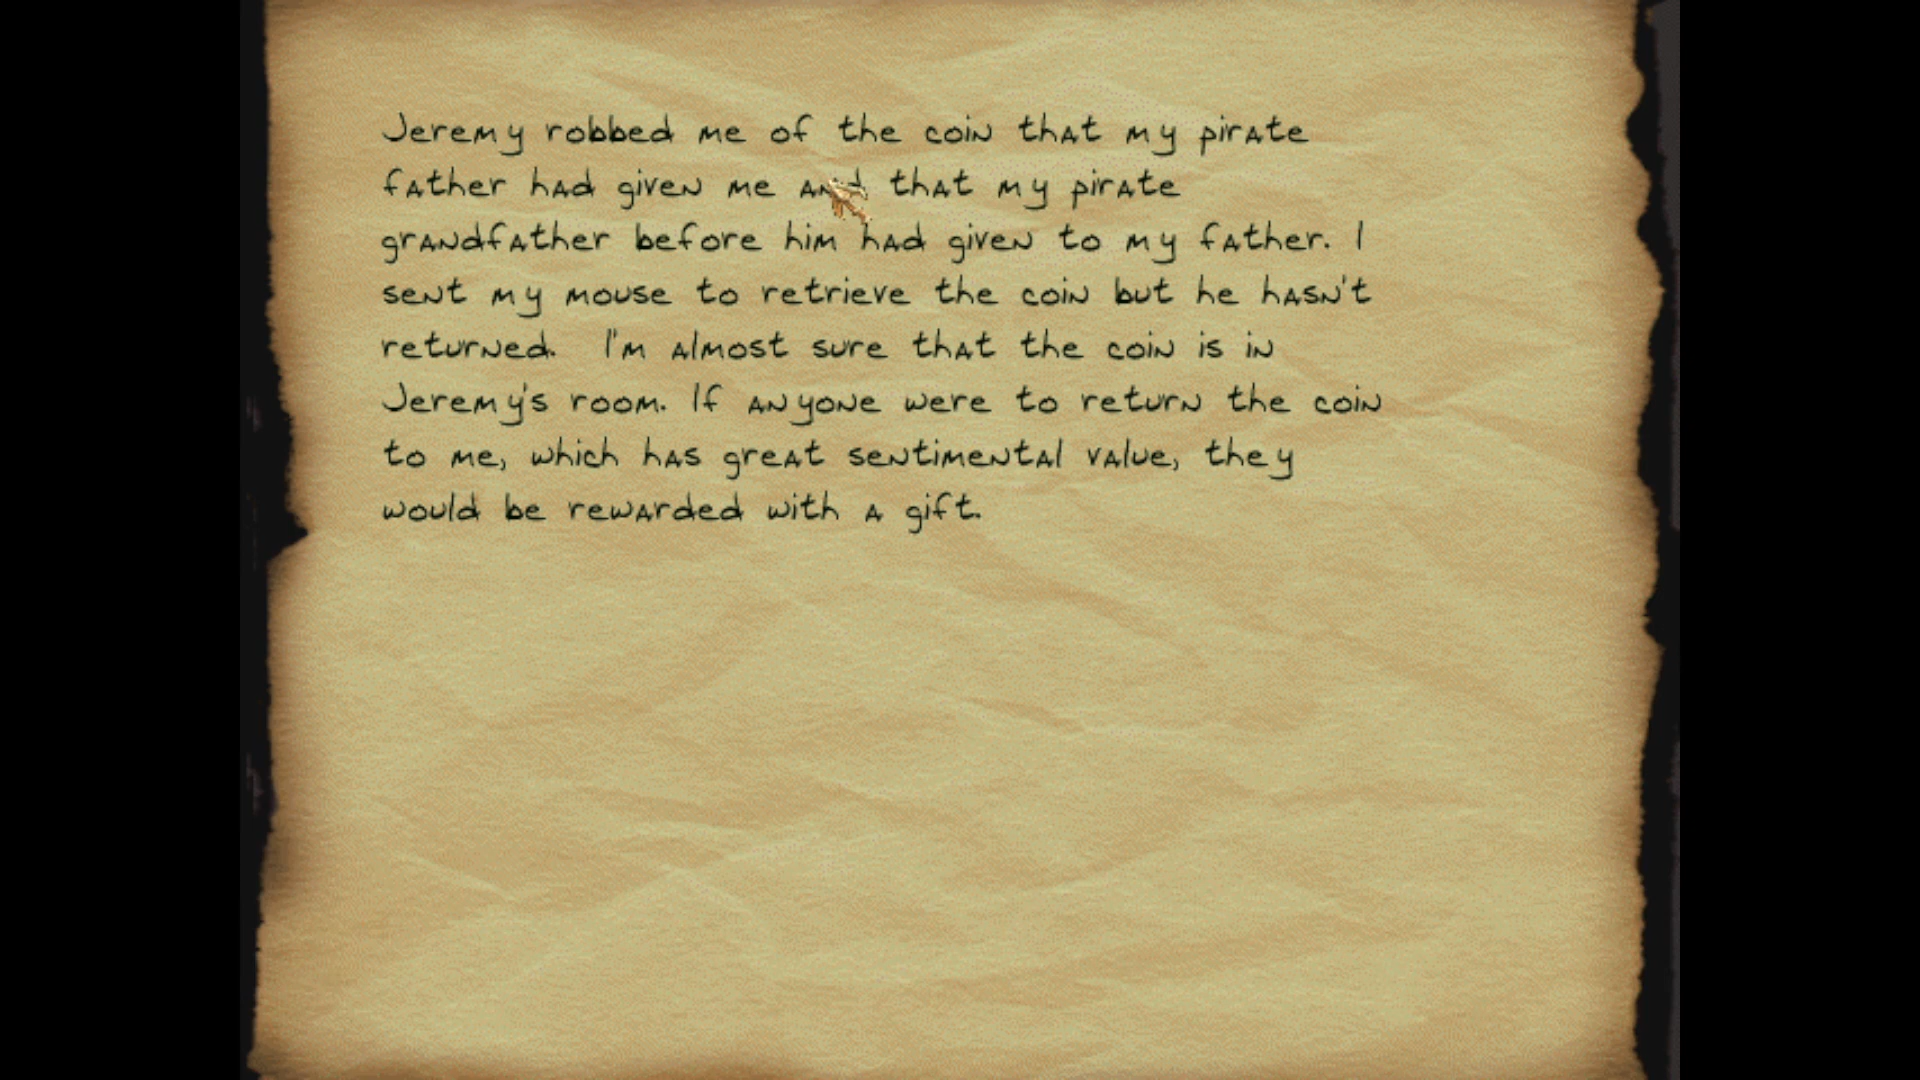 Jeremy robbed me of the coin that my pirate
father had given me and that my pirate
grandfather before him had given to my father. I
sent my mouse to retrieve the coin but he hasn't
returned. I'm almost sure that the coin is in
Jeremy's room. If anyone were to return the coin
to me, which has great sentimental value, they
would be rewarded with a gift.